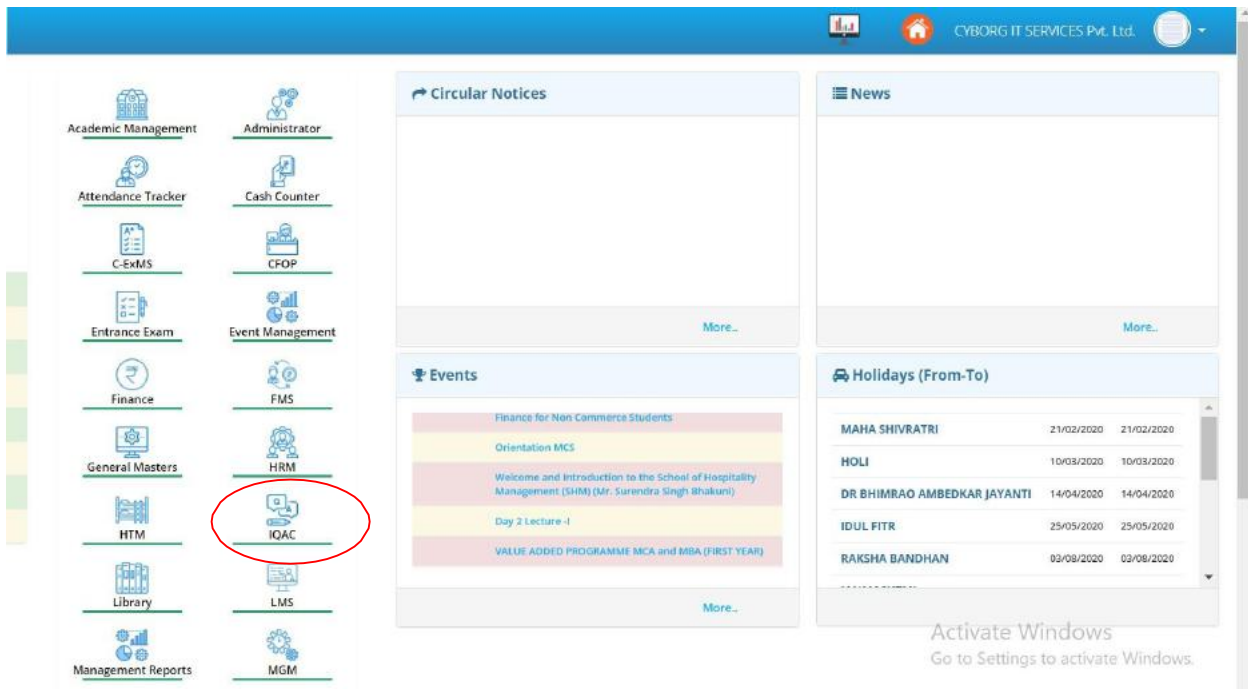 CYBORG IT SERVICES Pvt. Ltd.
Academic Management
Administrator
Attendance Tracker
Cash Counter
C-ExMS
CFOP
Entrance Exam
Event Management
Finance
FMS
General Masters
HRM
HTM
IQAC
Library
LMS
Management Reports
MGM
Circular Notices
More..
News
More..
Events
Finance for Non Commerce Students
Orientation MCS
Welcome and Introduction to the School of Hospitality
Management (SHM) (Mr. Surendra Singh Bhakuni)
Day 2 Lecture -I
VALUE ADDED PROGRAMME MCA and MBA (FIRST YEAR)
More..
Holidays (From-To)
MAHA SHIVRATRI 21/02/2020 21/02/2020
HOLI 10/03/2020 10/03/2020
DR BHIMRAO AMBEDKAR JAYANTI 14/04/2020 14/04/2020
IDUL FITR 25/05/2020 25/05/2020
RAKSHA BANDHAN 03/08/2020 03/08/2020
Activate Windows
Go to Settings to activate Windows.